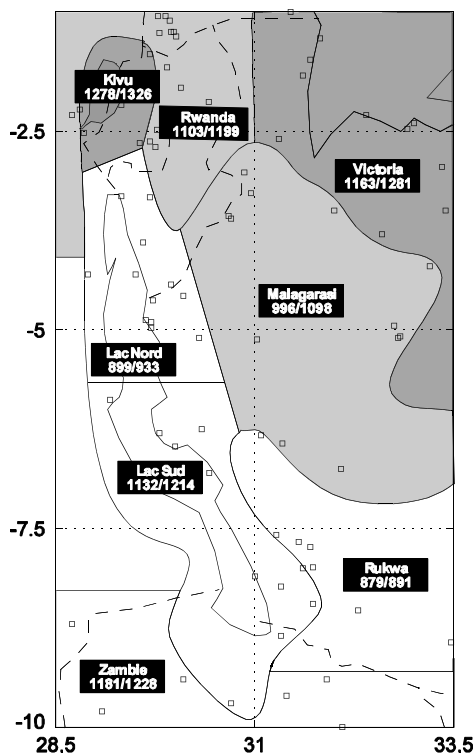 Kivu
1278/1326
Rwanda
1103/1199
-2.5
Victoria
1163/1281
Malagarasi
996/1098
-5
Lac Nord
899/933
Lac Sud
1132/1214
-7.5
Rukwa
879/891
Zambie
1181/1228
-10
28.5
31
33.5